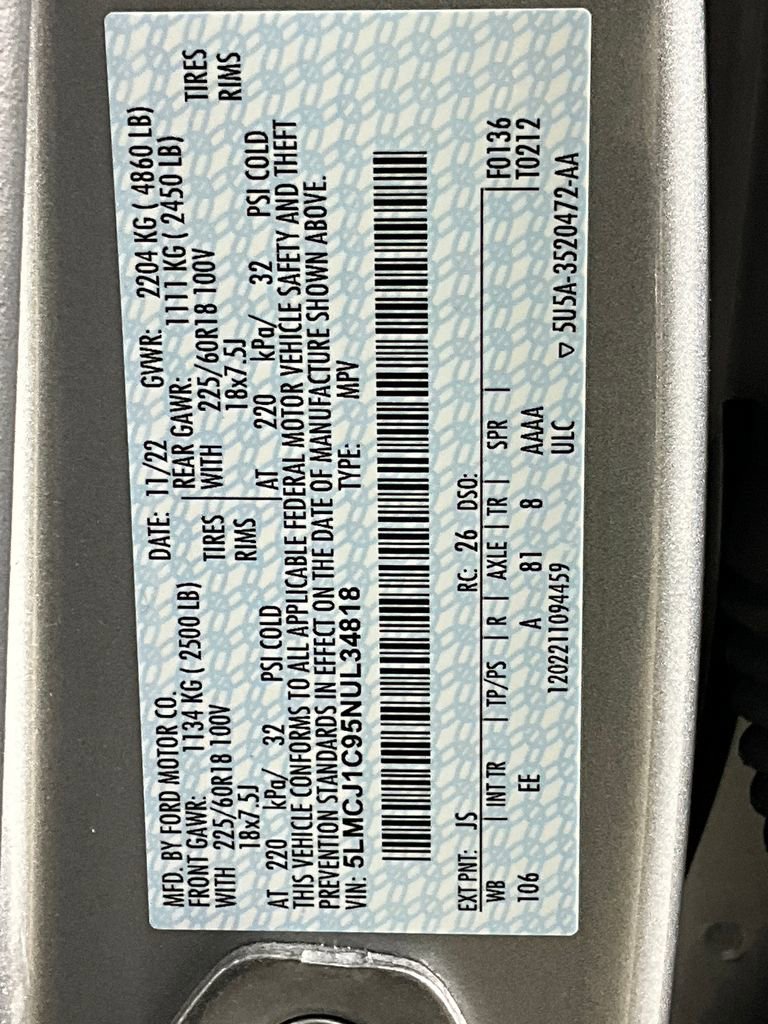 MFD. BY FORD MOTOR CO. DATE: 11/22 GVWR: 2204 KG ( 4860 LB)
FRONT GAWR: 1134 KG ( 2500 LB) REAR GAWR: 1111 KG ( 2450 LB)
WITH 225/60R18 100V TIRES WITH 225/60R18 100V TIRES
18x7.5J RIMS 18x7.5J RIMS
AT 220 kPa/ 32 PSI COLD AT 220 kPa/ 32 PSI COLD
THIS VEHICLE CONFORMS TO ALL APPLICABLE FEDERAL MOTOR VEHICLE SAFETY AND THEFT
PREVENTION STANDARDS IN EFFECT ON THE DATE OF MANUFACTURE SHOWN ABOVE.
VIN: 5LMCJ1C95NUL34818 TYPE: MPV
EXT PNT: JS RC: 26 DSO:
WB | INT TR | TP/PS | R | AXLE | TR | SPR | F0136
106 EE A 81 8 AAAA T0212
1202211094459 ULC
▽ 5U5A-3520472-AA